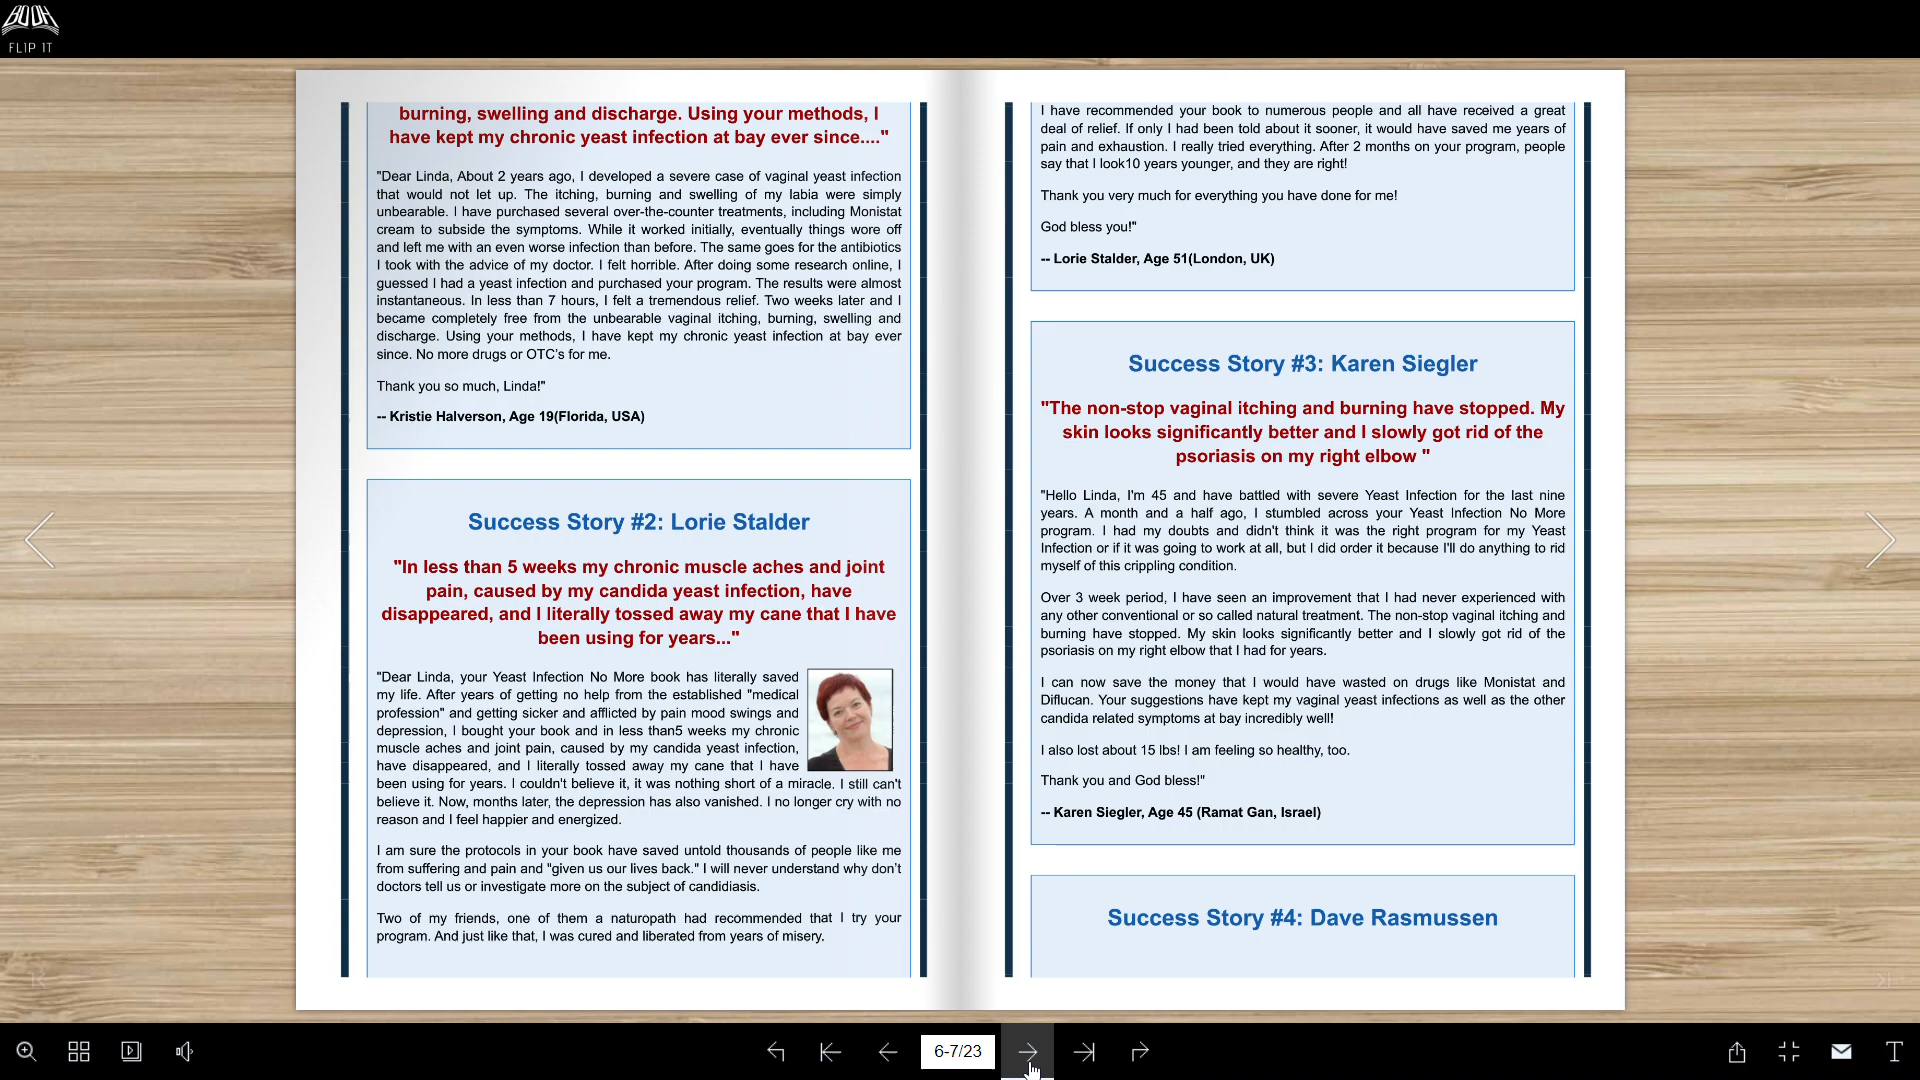 BOOK
FLIP IT
burning, swelling and discharge. Using your methods, I
have kept my chronic yeast infection at bay ever since...."
"Dear Linda, About 2 years ago, I developed a severe case of vaginal yeast infection
that would not let up. The itching, burning and swelling of my labia were simply
unbearable. I have purchased several over-the-counter treatments, including Monistat
cream to subside the symptoms. While it worked initially, eventually things wore off
and left me with an even worse infection than before. The same goes for the antibiotics
I took with the advice of my doctor. I felt horrible. After doing some research online, I
guessed I had a yeast infection and purchased your program. The results were almost
instantaneous. In less than 7 hours, I felt a tremendous relief. Two weeks later and I
became completely free from the unbearable vaginal itching, burning, swelling and
discharge. Using your methods, I have kept my chronic yeast infection at bay ever
since. No more drugs or OTC's for me.
Thank you so much, Linda!"
-- Kristie Halverson, Age 19(Florida, USA)
Success Story #2: Lorie Stalder
"In less than 5 weeks my chronic muscle aches and joint
pain, caused by my candida yeast infection, have
disappeared, and I literally tossed away my cane that I have
been using for years..."
"Dear Linda, your Yeast Infection No More book has literally saved
my life. After years of getting no help from the established "medical
profession" and getting sicker and afflicted by pain mood swings and
depression, I bought your book and in less than5 weeks my chronic
muscle aches and joint pain, caused by my candida yeast infection,
have disappeared, and I literally tossed away my cane that I have
been using for years. I couldn't believe it, it was nothing short of a miracle. I still can't
believe it. Now, months later, the depression has also vanished. I no longer cry with no
reason and I feel happier and energized.
I am sure the protocols in your book have saved untold thousands of people like me
from suffering and pain and "given us our lives back." I will never understand why don't
doctors tell us or investigate more on the subject of candidiasis.
Two of my friends, one of them a naturopath had recommended that I try your
program. And just like that, I was cured and liberated from years of misery.
I have recommended your book to numerous people and all have received a great
deal of relief. If only I had been told about it sooner, it would have saved me years of
pain and exhaustion. I really tried everything. After 2 months on your program, people
say that I look10 years younger, and they are right!
Thank you very much for everything you have done for me!
God bless you!"
-- Lorie Stalder, Age 51(London, UK)
Success Story #3: Karen Siegler
"The non-stop vaginal itching and burning have stopped. My
skin looks significantly better and I slowly got rid of the
psoriasis on my right elbow "
"Hello Linda, I'm 45 and have battled with severe Yeast Infection for the last nine
years. A month and a half ago, I stumbled across your Yeast Infection No More
program. I had my doubts and didn't think it was the right program for my Yeast
Infection or if it was going to work at all, but I did order it because I'll do anything to rid
myself of this crippling condition.
Over 3 week period, I have seen an improvement that I had never experienced with
any other conventional or so called natural treatment. The non-stop vaginal itching and
burning have stopped. My skin looks significantly better and I slowly got rid of the
psoriasis on my right elbow that I had for years.
I can now save the money that I would have wasted on drugs like Monistat and
Diflucan. Your suggestions have kept my vaginal yeast infections as well as the other
candida related symptoms at bay incredibly well!
I also lost about 15 lbs! I am feeling so healthy, too.
Thank you and God bless!"
-- Karen Siegler, Age 45 (Ramat Gan, Israel)
Success Story #4: Dave Rasmussen
6-7/23
T